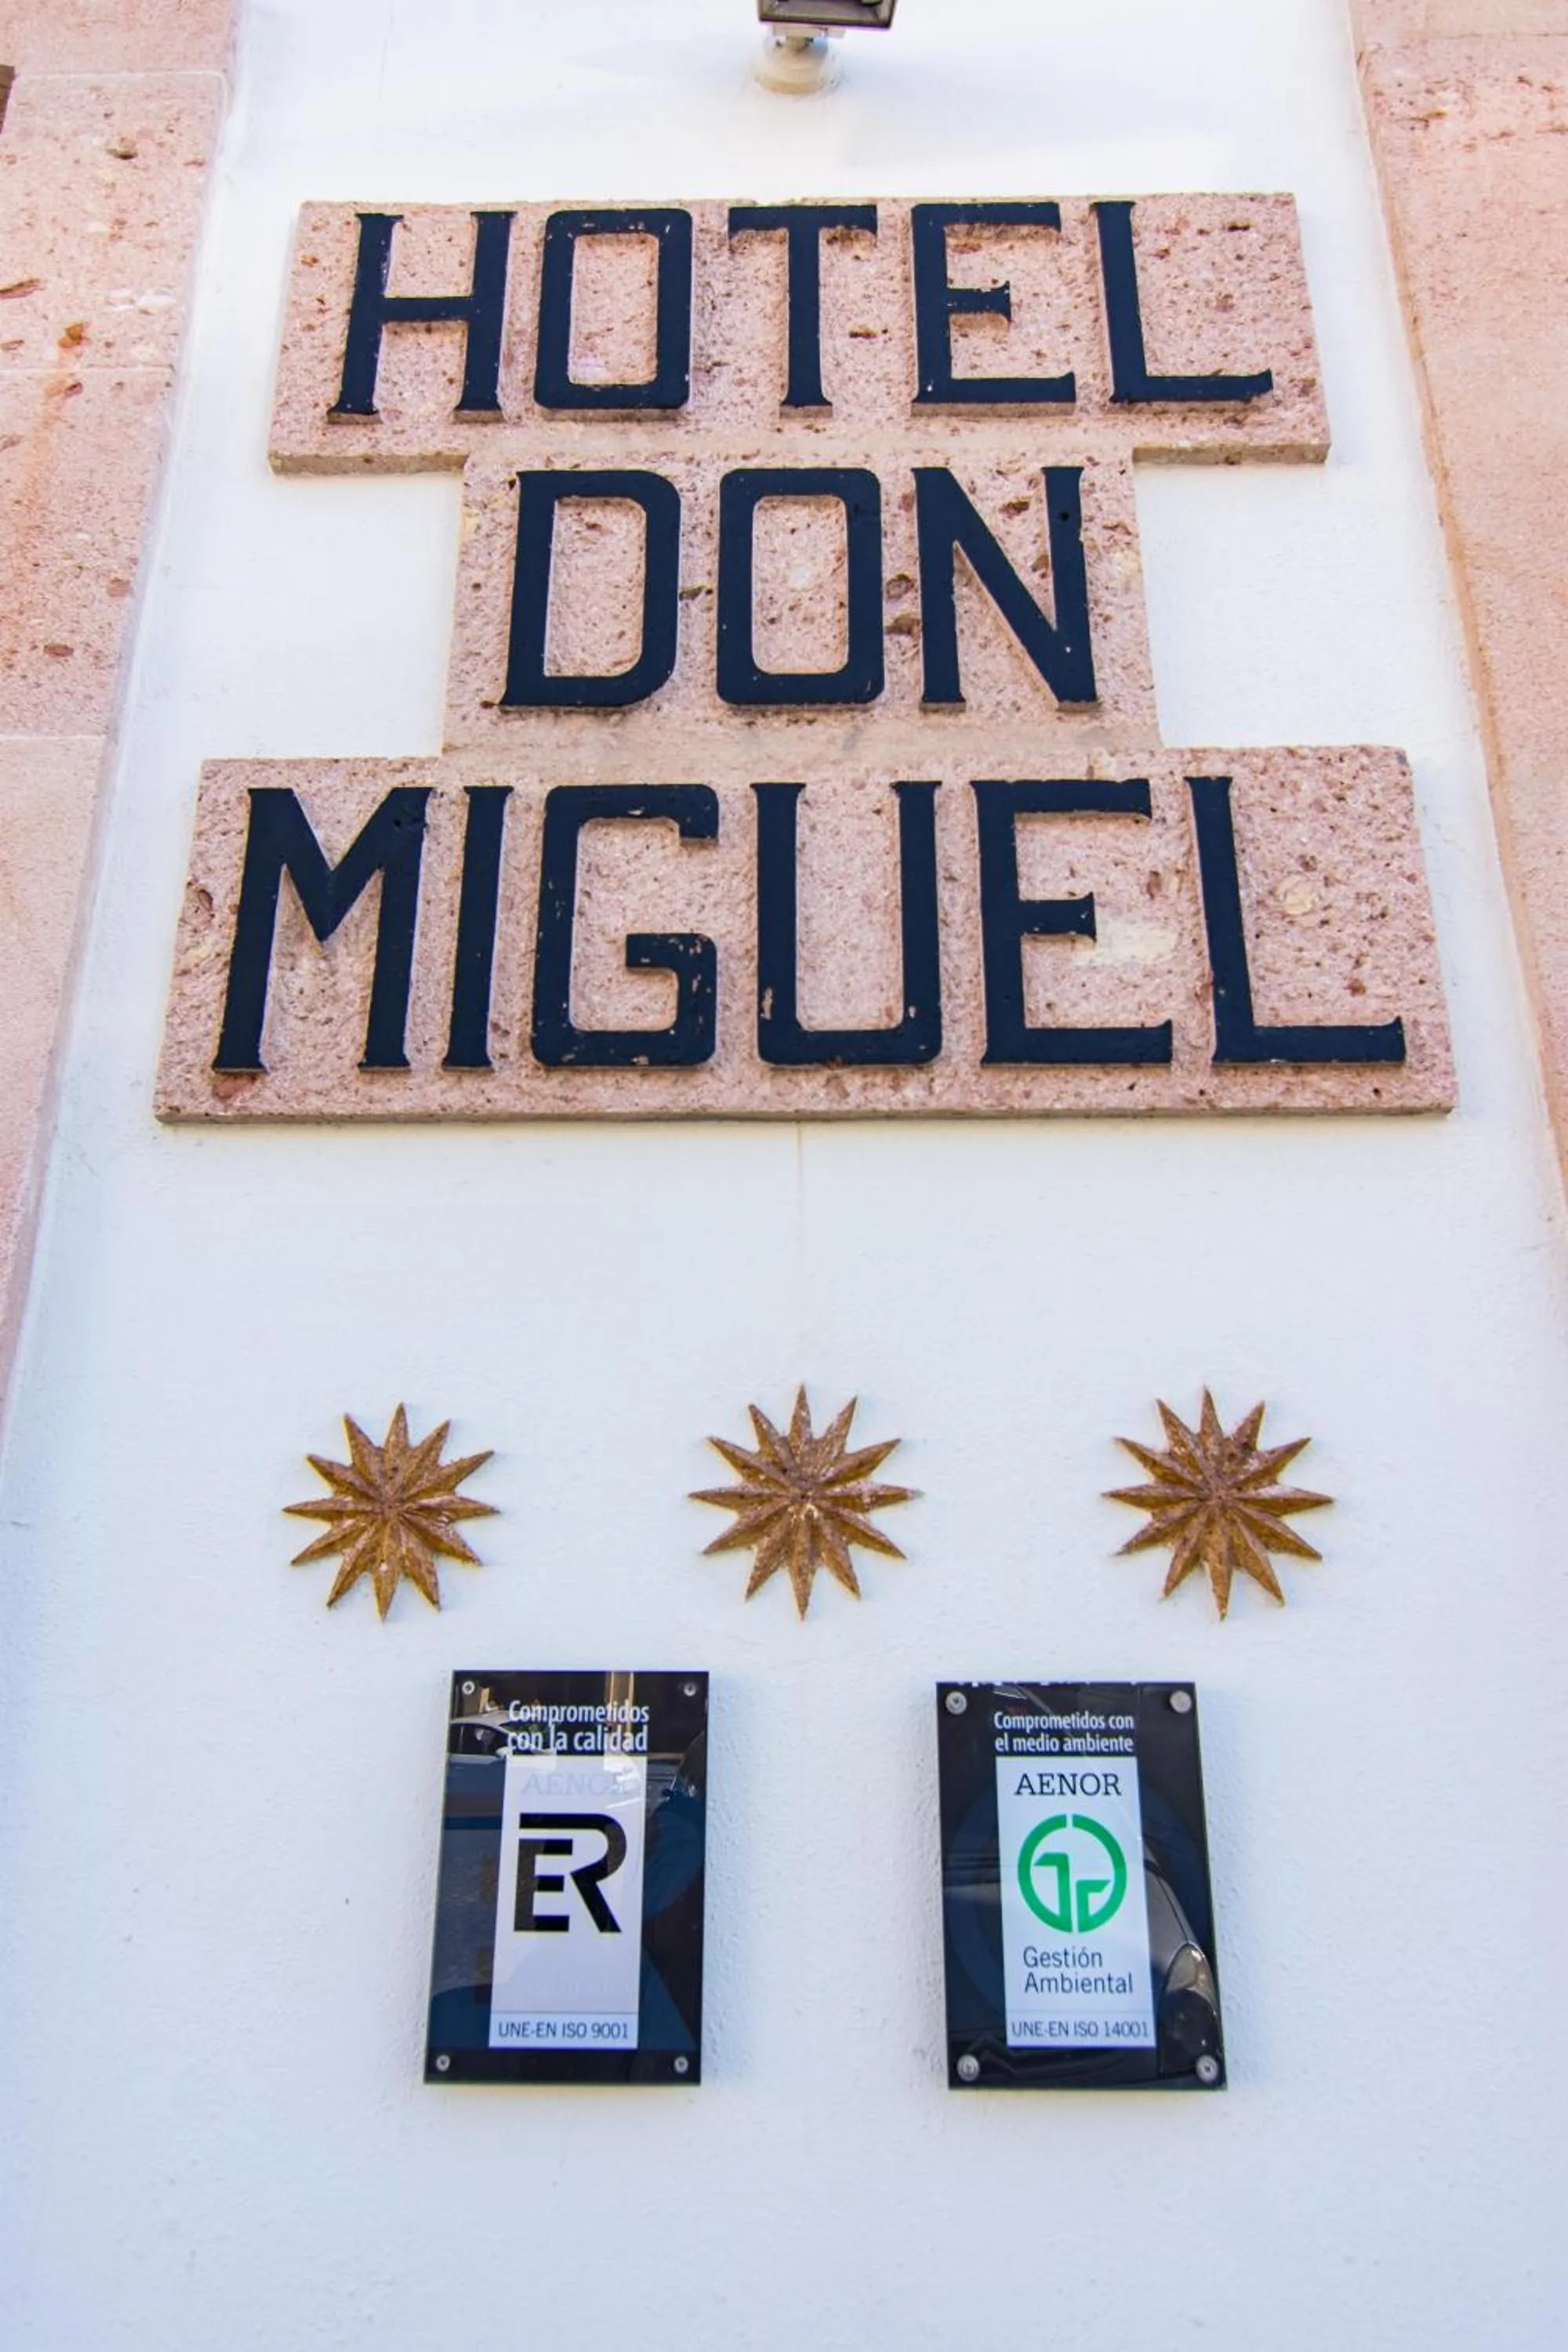 HOTEL
DON
MIGUEL
Comprometidos
con la calidad
AENOR
ER
UNE-EN ISO 9001
Comprometidos con
el medio ambiente
AENOR
Gestión
Ambiental
UNE-EN ISO 14001